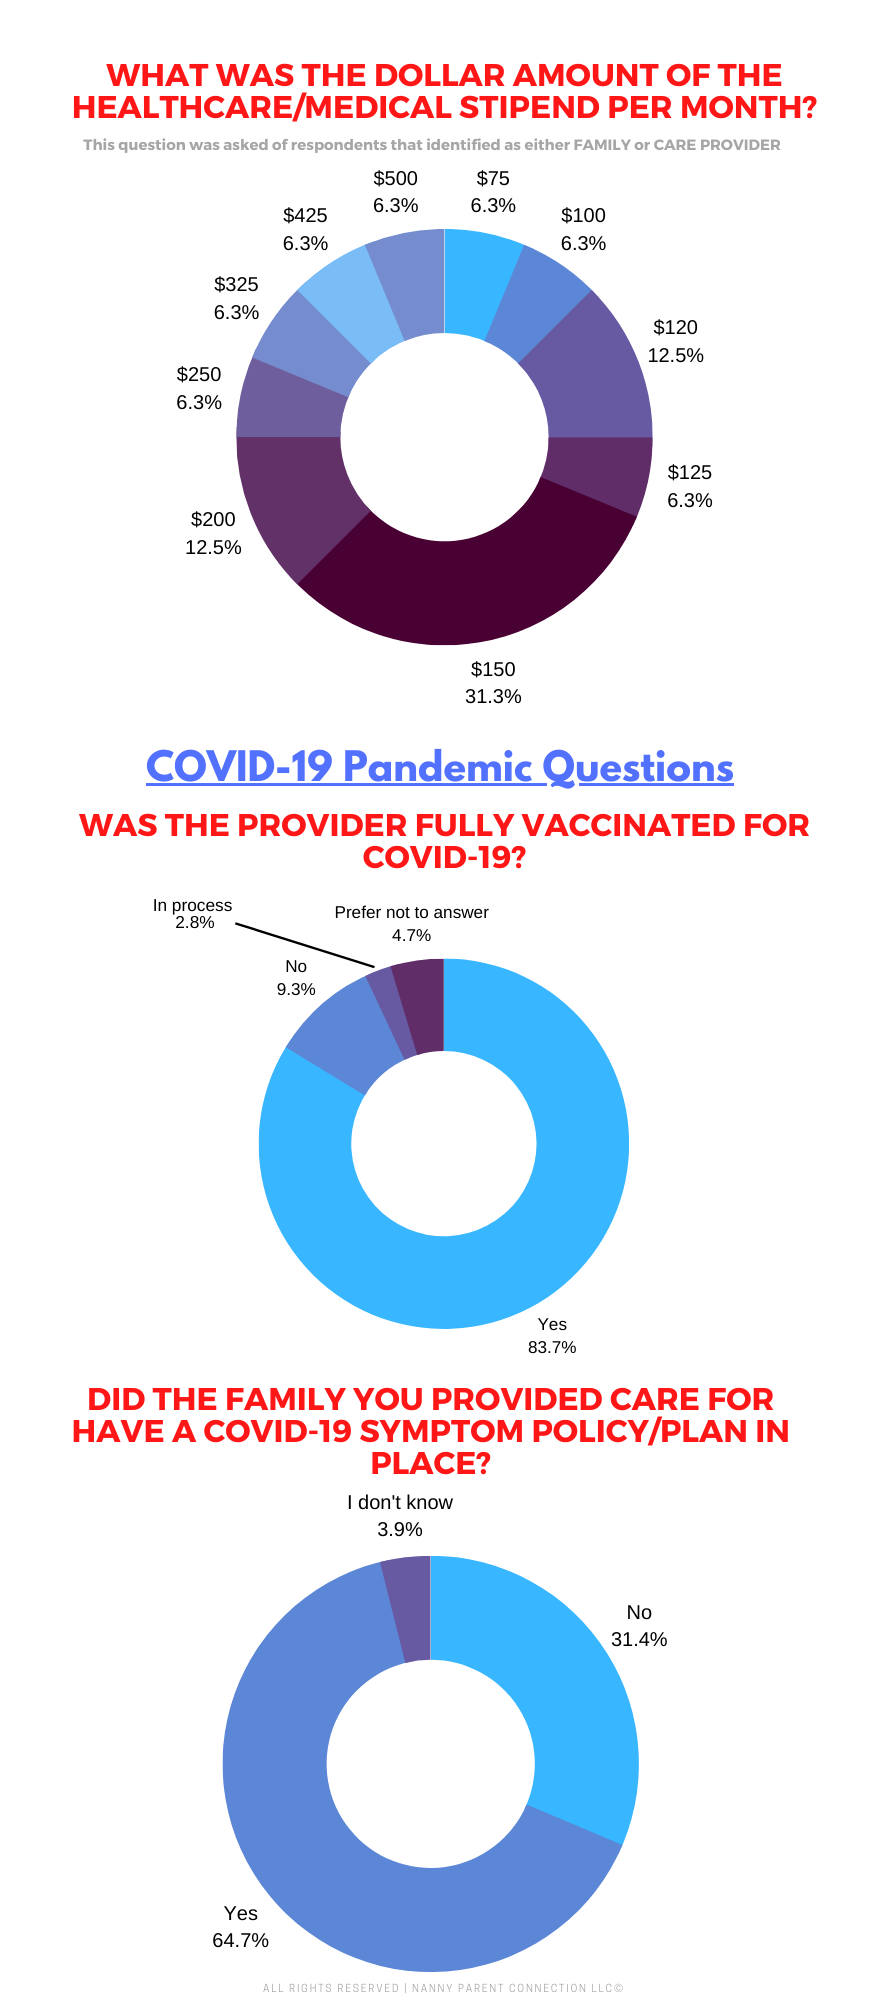 WHAT WAS THE DOLLAR AMOUNT OF THE
HEALTHCARE/MEDICAL STIPEND PER MONTH?
This question was asked of respondents that identified as either FAMILY or CARE PROVIDER
$500
6.3%
$75
6.3%
$425
6.3%
$100
6.3%
$325
6.3%
$120
12.5%
$250
6.3%
$125
6.3%
$200
12.5%
$150
31.3%
COVID-19 Pandemic Questions
WAS THE PROVIDER FULLY VACCINATED FOR
COVID-19?
In process
2.8%
Prefer not to answer
4.7%
No
9.3%
Yes
83.7%
DID THE FAMILY YOU PROVIDED CARE FOR
HAVE A COVID-19 SYMPTOM POLICY/PLAN IN
PLACE?
I don't know
3.9%
No
31.4%
Yes
64.7%
ALL RIGHTS RESERVED | NANNY PARENT CONNECTION LLC©